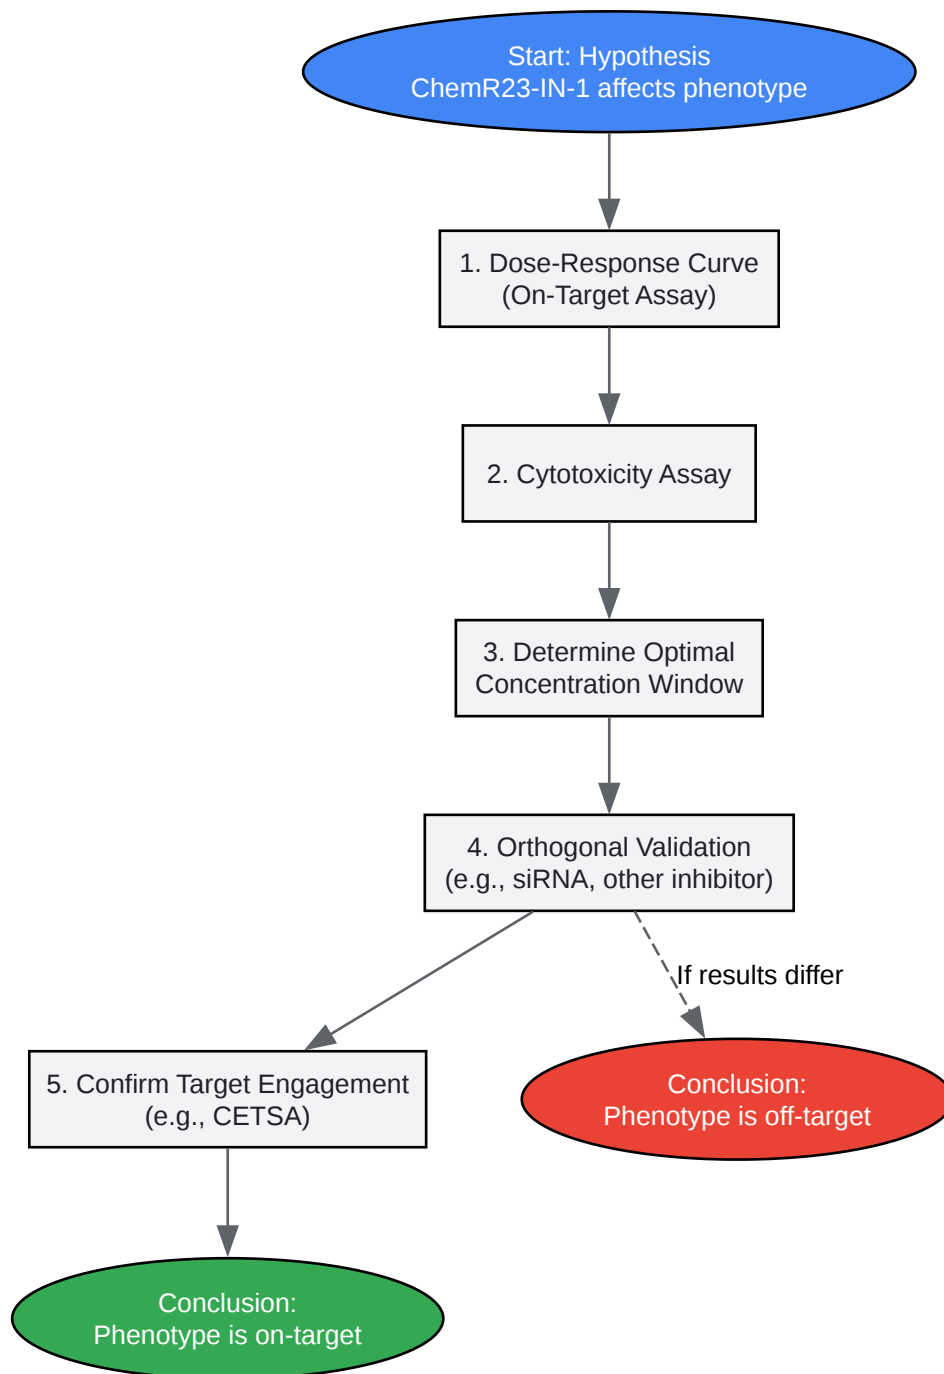 Start: Hypothesis
ChemR23-IN-1 affects phenotype
1. Dose-Response Curve
(On-Target Assay)
2. Cytotoxicity Assay
3. Determine Optimal
Concentration Window
4. Orthogonal Validation
(e.g., siRNA, other inhibitor)
If results differ
5. Confirm Target Engagement
(e.g., CETSA)
Conclusion:
Phenotype is off-target
Conclusion:
Phenotype is on-target